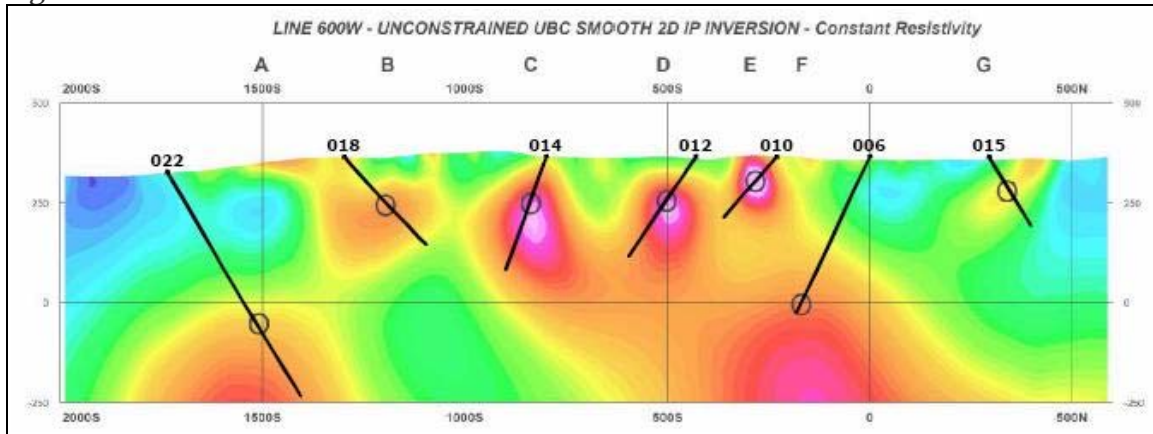 LINE 600W - UNCONSTRAINED UBC SMOOTH 2D IP INVERSION - Constant Resistivity
A B C D E F G
2000S 1500S 1000S 500S 0 500N
500 500
022 018 014 012 010 006 015
250 250
0 0
-250 -250
2000S 1500S 1000S 500S 0 500N